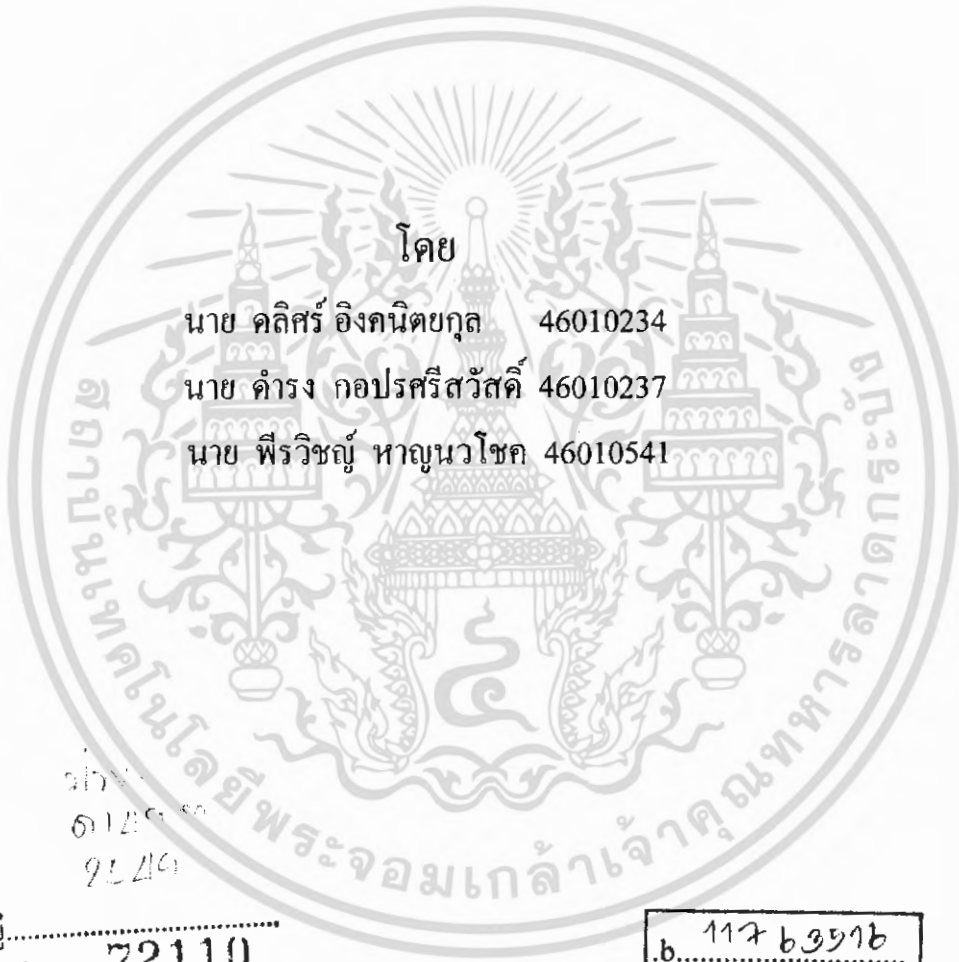 โดย
นาย คลิศร์ อิงคนิตยกุล 46010234
นาย ดำรง กอปรศรีสวัสดิ์ 46010237
นาย พีรวิชญ์ หาญนวโชค 46010541
สถาบันเทคโนโลยีพระจอมเกล้าเจ้าคุณทหารลาดกระบัง
72110
.b. 11763591b